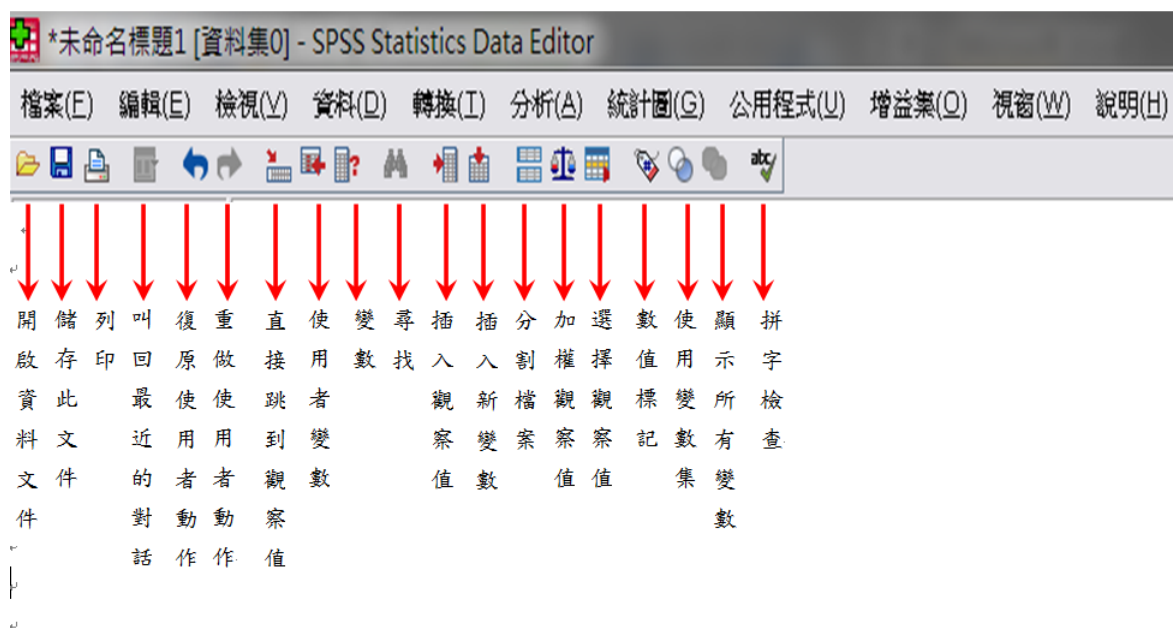 *未命名標題1 [資料集0] - SPSS Statistics Data Editor
檔案(F) 編輯(E) 檢視(V) 資料(D) 轉換(T) 分析(A) 統計圖(G) 公用程式(U) 增益集(O) 視窗(W) 說明(H)
開啟資料文件
儲存此文件
列印
叫回最近的對話
復原使用者動作
重做使用者動作
直接跳到觀察值
使用者變數
變數
尋找
插入觀察值
插入新變數
分割檔案
加權觀察值
選擇觀察值
數值標記
使用變數集
顯示所有變數
拼字檢查